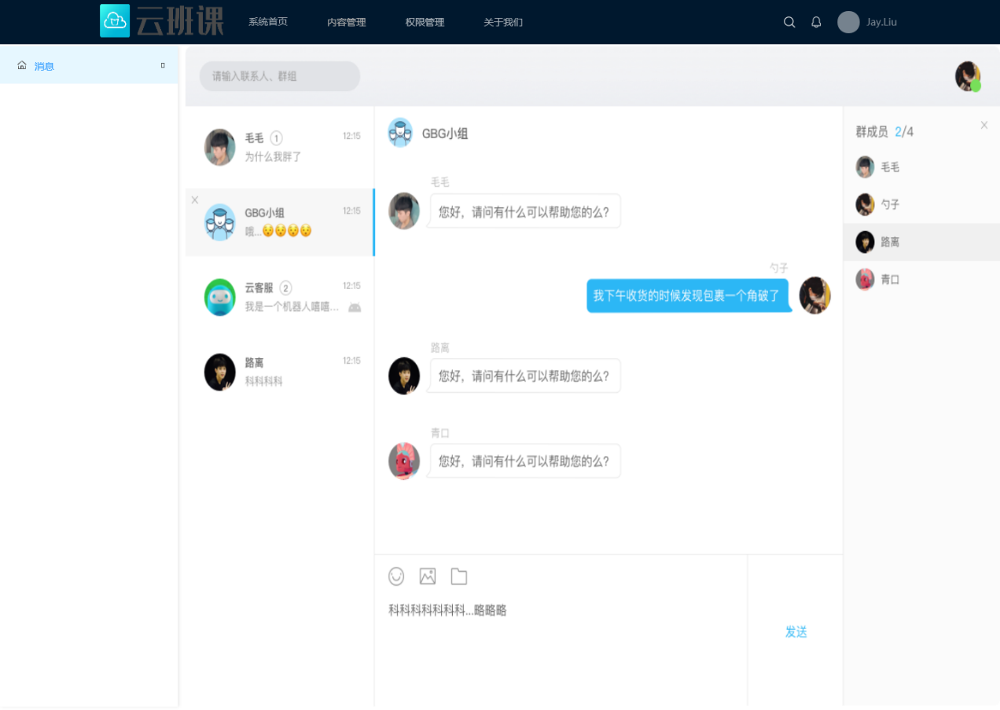 云班课 系统首页 内容管理 权限管理 关于我们 Jay.Liu
消息
请输入联系人、群组
毛毛 1 12:15
为什么我胖了
GBG小组 12:15
哦...😚😚😚😚
云客服 2 12:15
我是一个机器人嘻嘻...
路离 12:15
科科科科
GBG小组
毛毛
您好，请问有什么可以帮助您的么?
勺子
我下午收货的时候发现包裹一个角破了
路离
您好，请问有什么可以帮助您的么?
青口
您好，请问有什么可以帮助您的么?
科科科科科科科...略略略
发送
群成员 2/4
毛毛
勺子
路离
青口